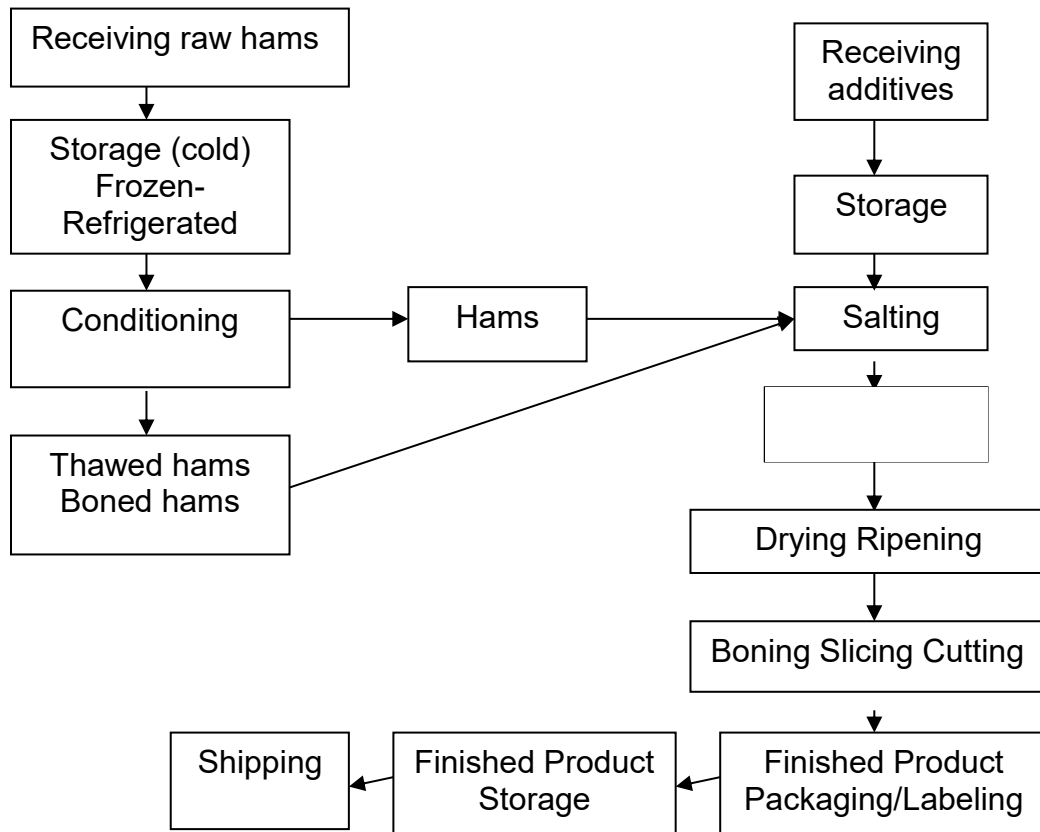 Receiving raw hams
Receiving
additives
Storage (cold)
Frozen-
Refrigerated
Storage
Conditioning
Hams
Salting
Thawed hams
Boned hams
Drying Ripening
Boning Slicing Cutting
Shipping
Finished Product
Storage
Finished Product
Packaging/Labeling